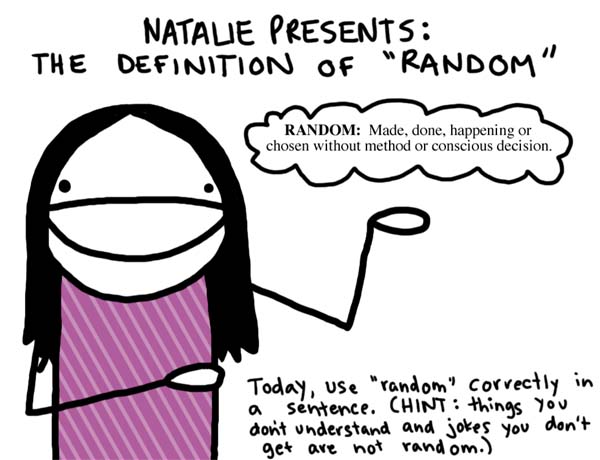 NATALIE PRESENTS:
THE DEFINITION OF "RANDOM"
RANDOM: Made, done, happening or
chosen without method or conscious decision.
Today, use "random" correctly in
a sentence. (HINT: things you
don't understand and jokes you don't
get are not random.)